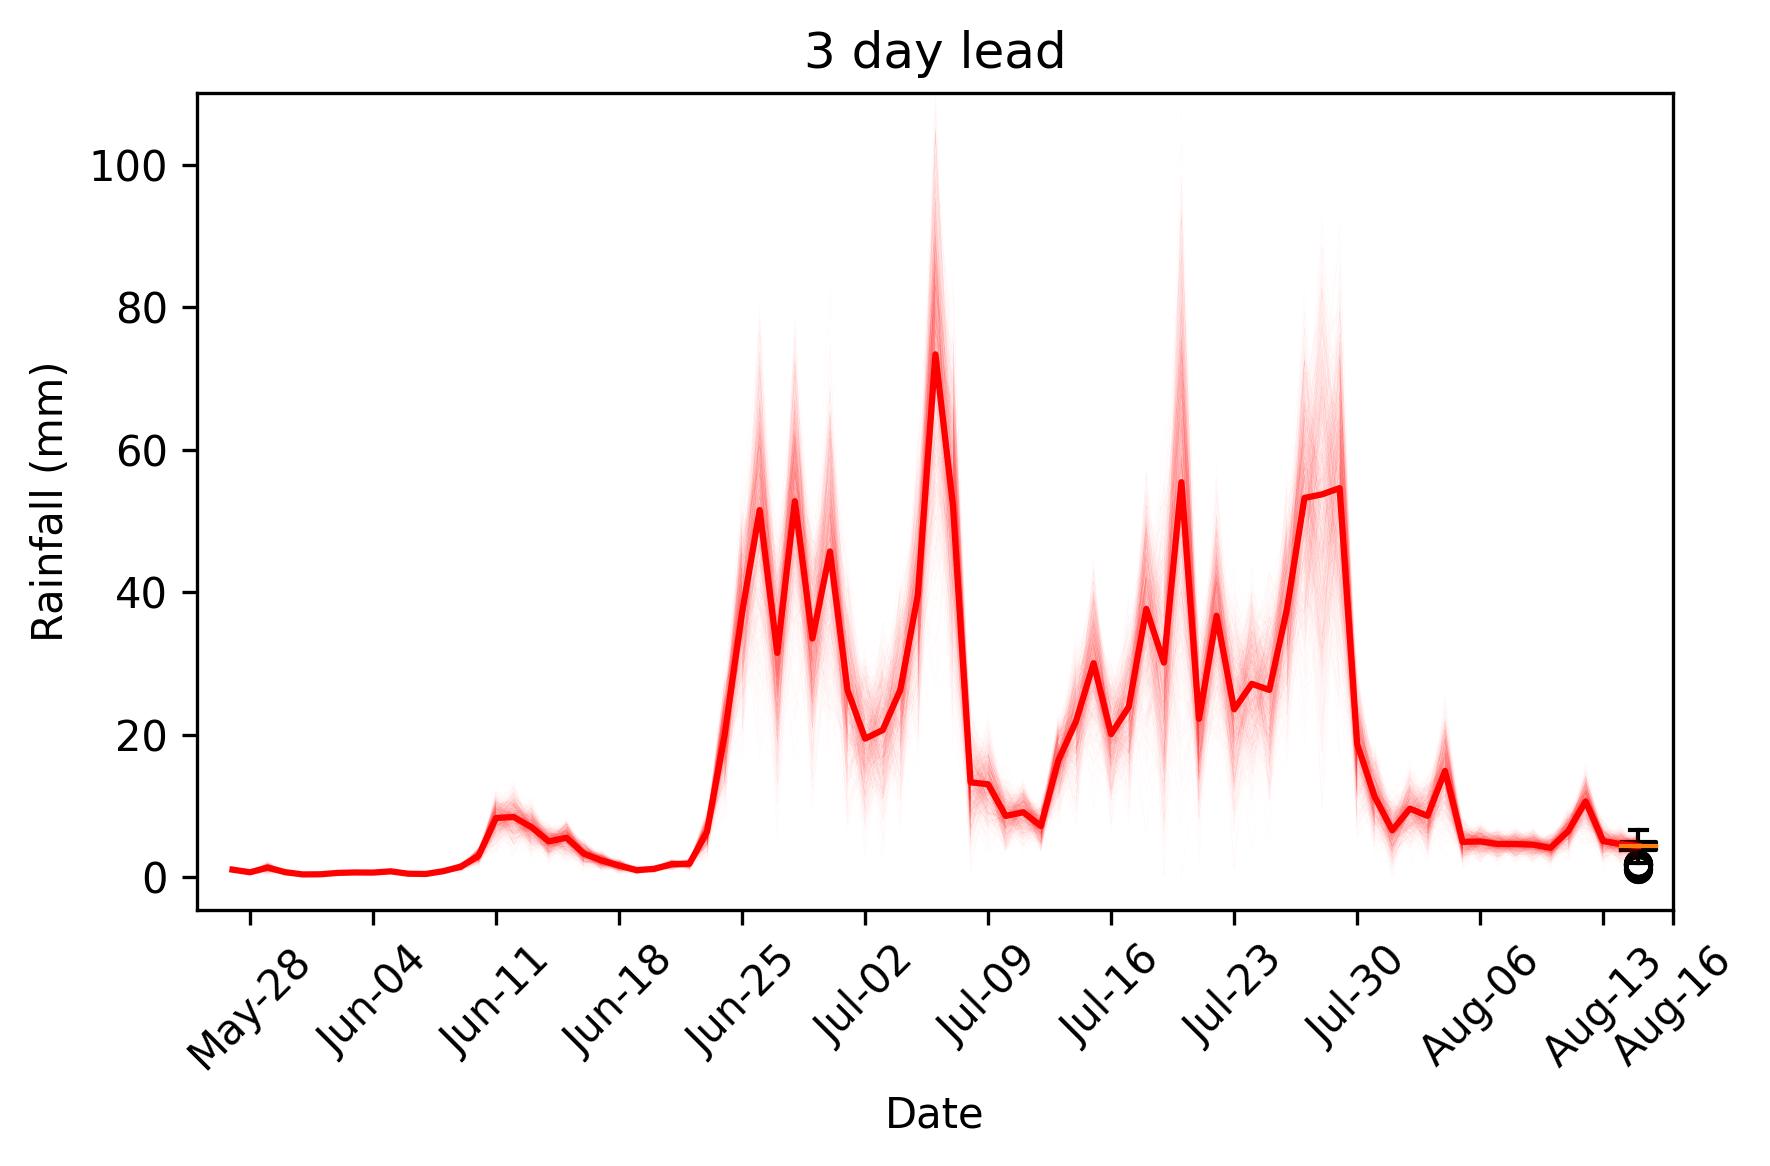 3 day lead
Rainfall (mm)
100
80
60
40
20
0
May-28
Jun-04
Jun-11
Jun-18
Jun-25
Jul-02
Jul-09
Jul-16
Jul-23
Jul-30
Aug-06
Aug-13
Aug-16
Date